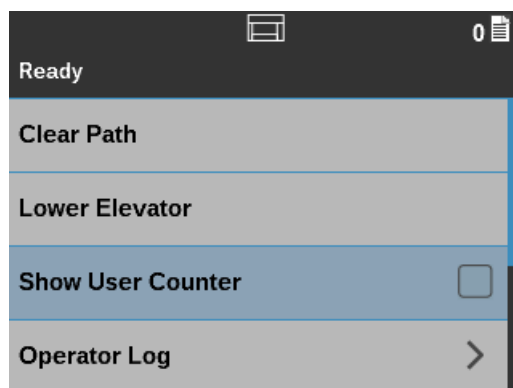 0
Ready
Clear Path
Lower Elevator
Show User Counter
Operator Log